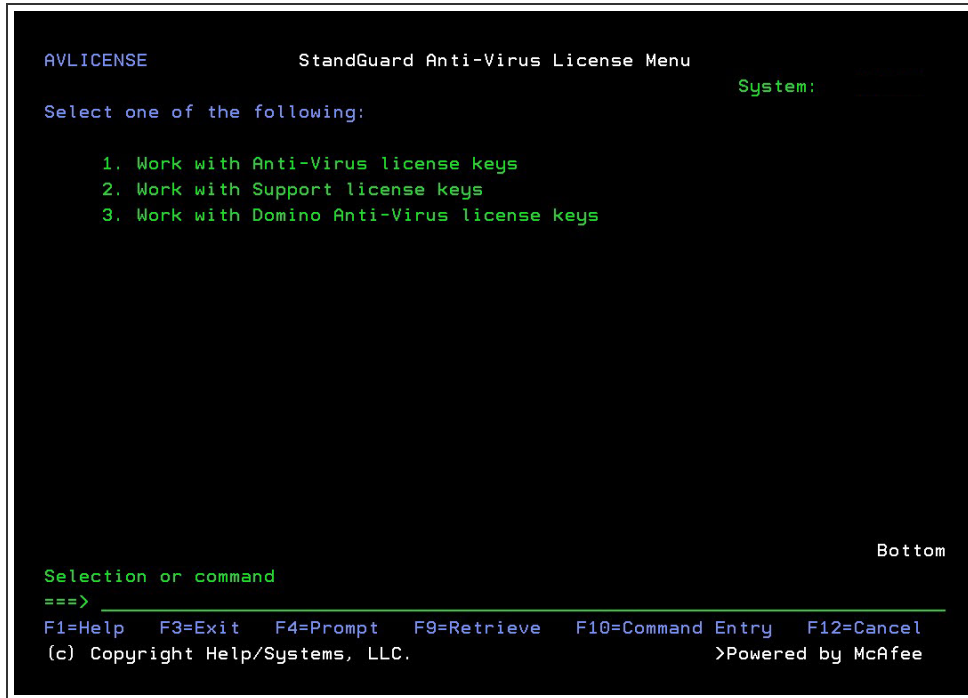 AVLICENSE StandGuard Anti-Virus License Menu
System:
Select one of the following:
1. Work with Anti-Virus license keys
2. Work with Support license keys
3. Work with Domino Anti-Virus license keys
Bottom
Selection or command
===>
F1=Help F3=Exit F4=Prompt F9=Retrieve F10=Command Entry F12=Cancel
(c) Copyright Help/Systems, LLC. >Powered by McAfee